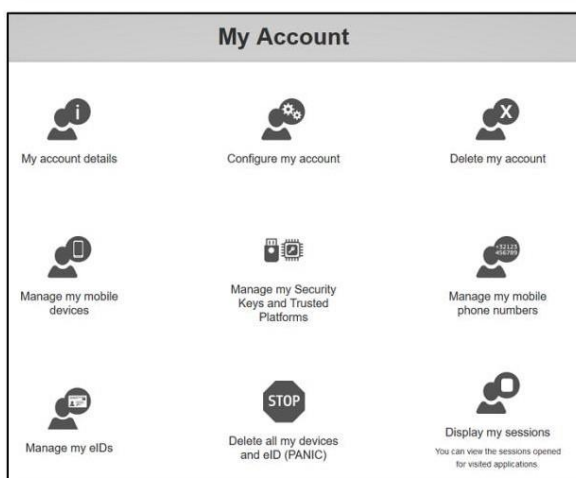 My Account
i
X
My account details
Configure my account
Delete my account
+32123
456789
Manage my mobile
devices
Manage my Security
Keys and Trusted
Platforms
Manage my mobile
phone numbers
STOP
Manage my eIDs
Delete all my devices
and eID (PANIC)
Display my sessions
You can view the sessions opened
for visited applications.